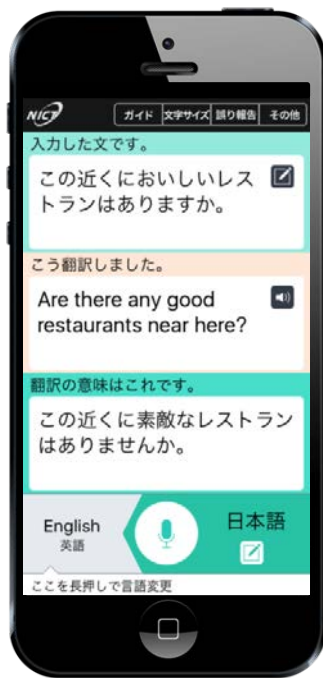 NICT
ガイド 文字サイズ 誤り報告 その他
入力した文です。
この近くにおいしいレス
トランはありますか。
こう翻訳しました。
Are there any good
restaurants near here?
翻訳の意味はこれです。
この近くに素敵なレストラン
はありませんか。
English
英語
日本語
ここを長押しで言語変更